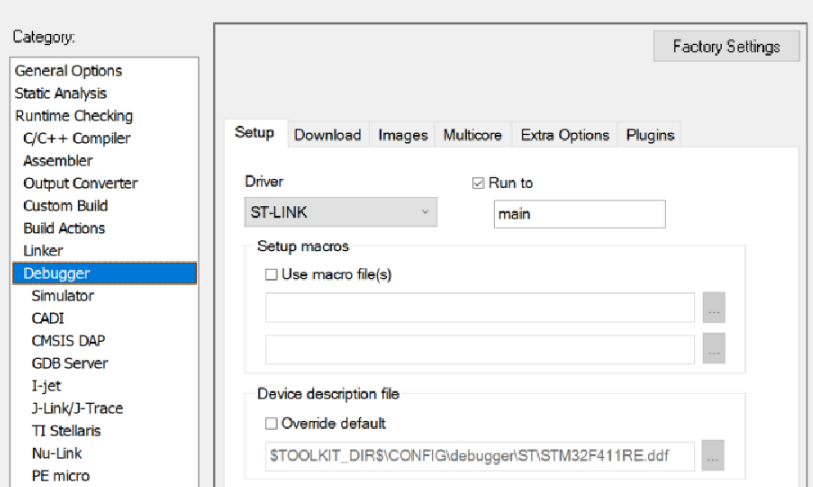 Category:
Factory Settings
General Options
Static Analysis
Runtime Checking
C/C++ Compiler
Assembler
Output Converter
Custom Build
Build Actions
Linker
Debugger
Simulator
CADI
CMSIS DAP
GDB Server
I-jet
J-Link/J-Trace
TI Stellaris
Nu-Link
PE micro
Setup Download Images Multicore Extra Options Plugins
Driver
Run to
ST-LINK
main
Setup macros
Use macro file(s)
...
...
Device description file
Override default
$TOOLKIT_DIR$\CONFIG\debugger\ST\STM32F411RE.ddf
...